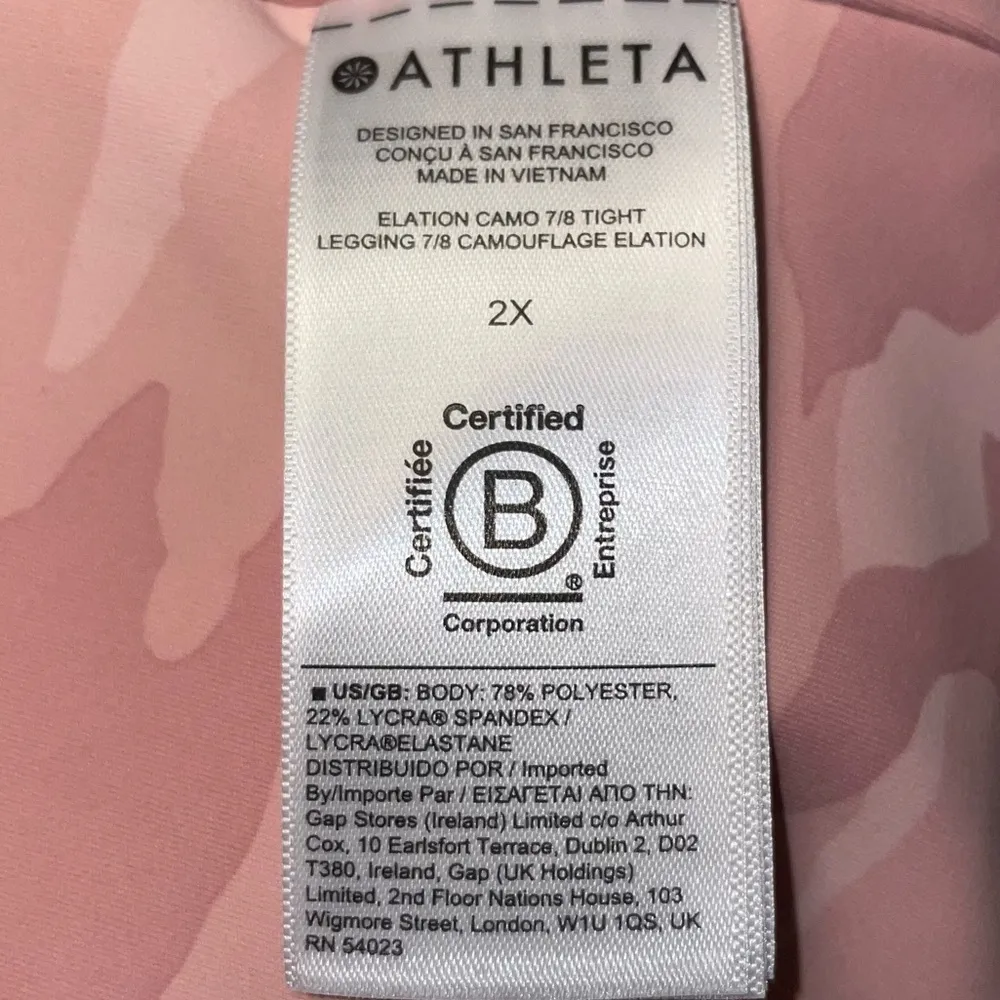 ATHLETA
DESIGNED IN SAN FRANCISCO
CONÇU À SAN FRANCISCO
MADE IN VIETNAM
ELATION CAMO 7/8 TIGHT
LEGGING 7/8 CAMOUFLAGE ELATION
2X
Certified
Certifiée
B
Entreprise
®
Corporation
■ US/GB: BODY: 78% POLYESTER,
22% LYCRA® SPANDEX /
LYCRA®ELASTANE
DISTRIBUIDO POR / Imported
By/Importe Par / ΕΙΣΑΓΕΤΑΙ ΑΠΟ ΤΗΝ:
Gap Stores (Ireland) Limited c/o Arthur
Cox, 10 Earlsfort Terrace, Dublin 2, D02
T380, Ireland, Gap (UK Holdings)
Limited, 2nd Floor Nations House, 103
Wigmore Street, London, W1U 1QS, UK
RN 54023